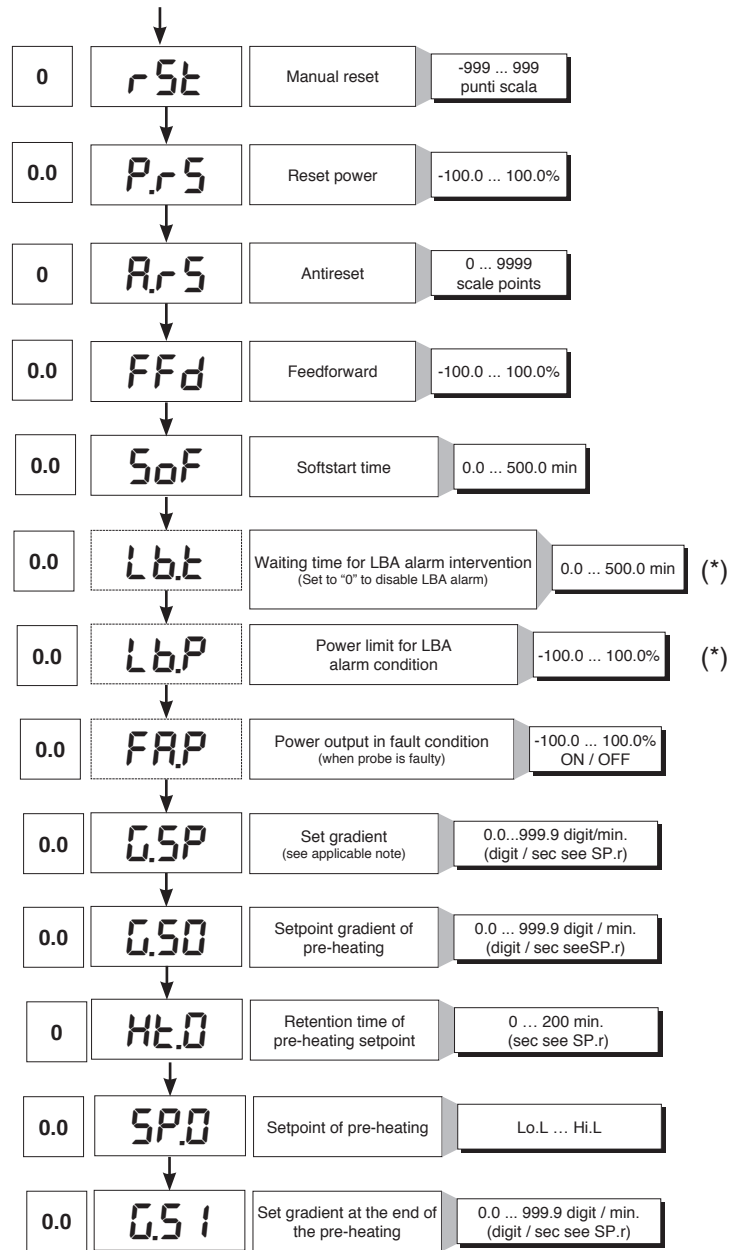 0
rSt
Manual reset
-999 ... 999
punti scala
0.0
P.rS
Reset power
-100.0 ... 100.0%
0
A.rS
Antireset
0 ... 9999
scale points
0.0
FFd
Feedforward
-100.0 ... 100.0%
0.0
SoF
Softstart time
0.0 ... 500.0 min
0.0
Lb.t
Waiting time for LBA alarm intervention
(Set to “0” to disable LBA alarm)
0.0 ... 500.0 min
(*)
0.0
Lb.P
Power limit for LBA
alarm condition
-100.0 ... 100.0%
(*)
0.0
FA.P
Power output in fault condition
(when probe is faulty)
-100.0 ... 100.0%
ON / OFF
0.0
G.SP
Set gradient
(see applicable note)
0.0...999.9 digit/min.
(digit / sec see SP.r)
0.0
G.S0
Setpoint gradient of
pre-heating
0.0 ... 999.9 digit / min.
(digit / sec seeSP.r)
0
Ht.0
Retention time of
pre-heating setpoint
0 … 200 min.
(sec see SP.r)
0.0
SP.0
Setpoint of pre-heating
Lo.L … Hi.L
0.0
G.S1
Set gradient at the end of
the pre-heating
0.0 ... 999.9 digit / min.
(digit / sec see SP.r)